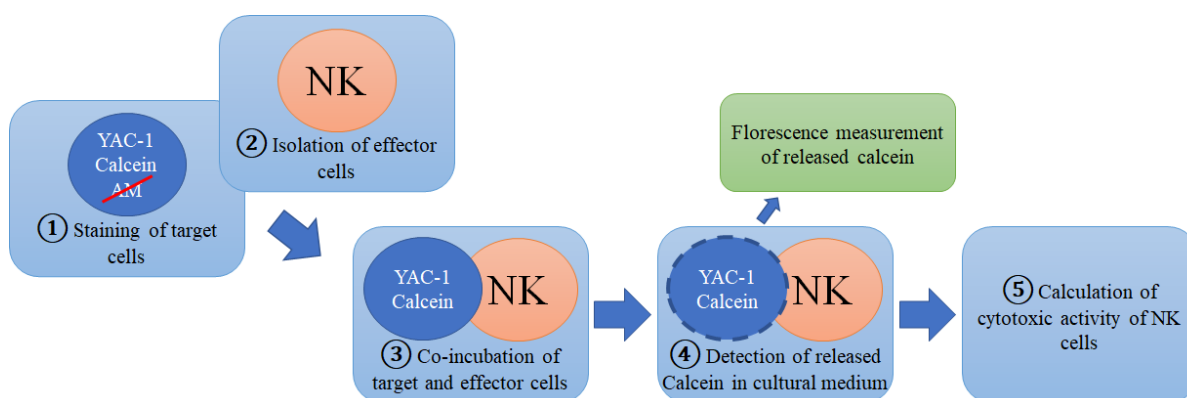 YAC-1
Calcein
AM
① Staining of target
cells
NK
② Isolation of effector
cells
YAC-1
Calcein
NK
③ Co-incubation of
target and effector cells
Florescence measurement
of released calcein
YAC-1
Calcein
NK
④ Detection of released
Calcein in cultural medium
⑤ Calculation of
cytotoxic activity of NK
cells